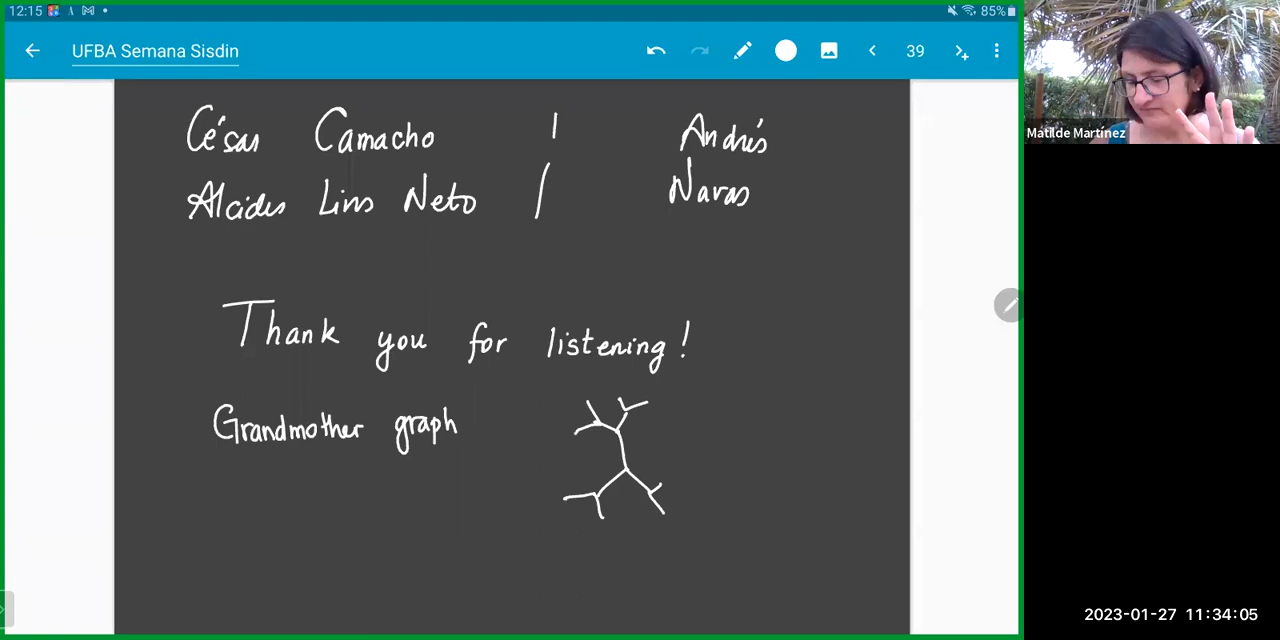 12:15 85%
UFBA Semana Sisdin 39
Matilde Martínez
César Camacho Andrés
Alcides Lins Neto Navas
Thank you for listening!
Grandmother graph
2023-01-27 11:34:05